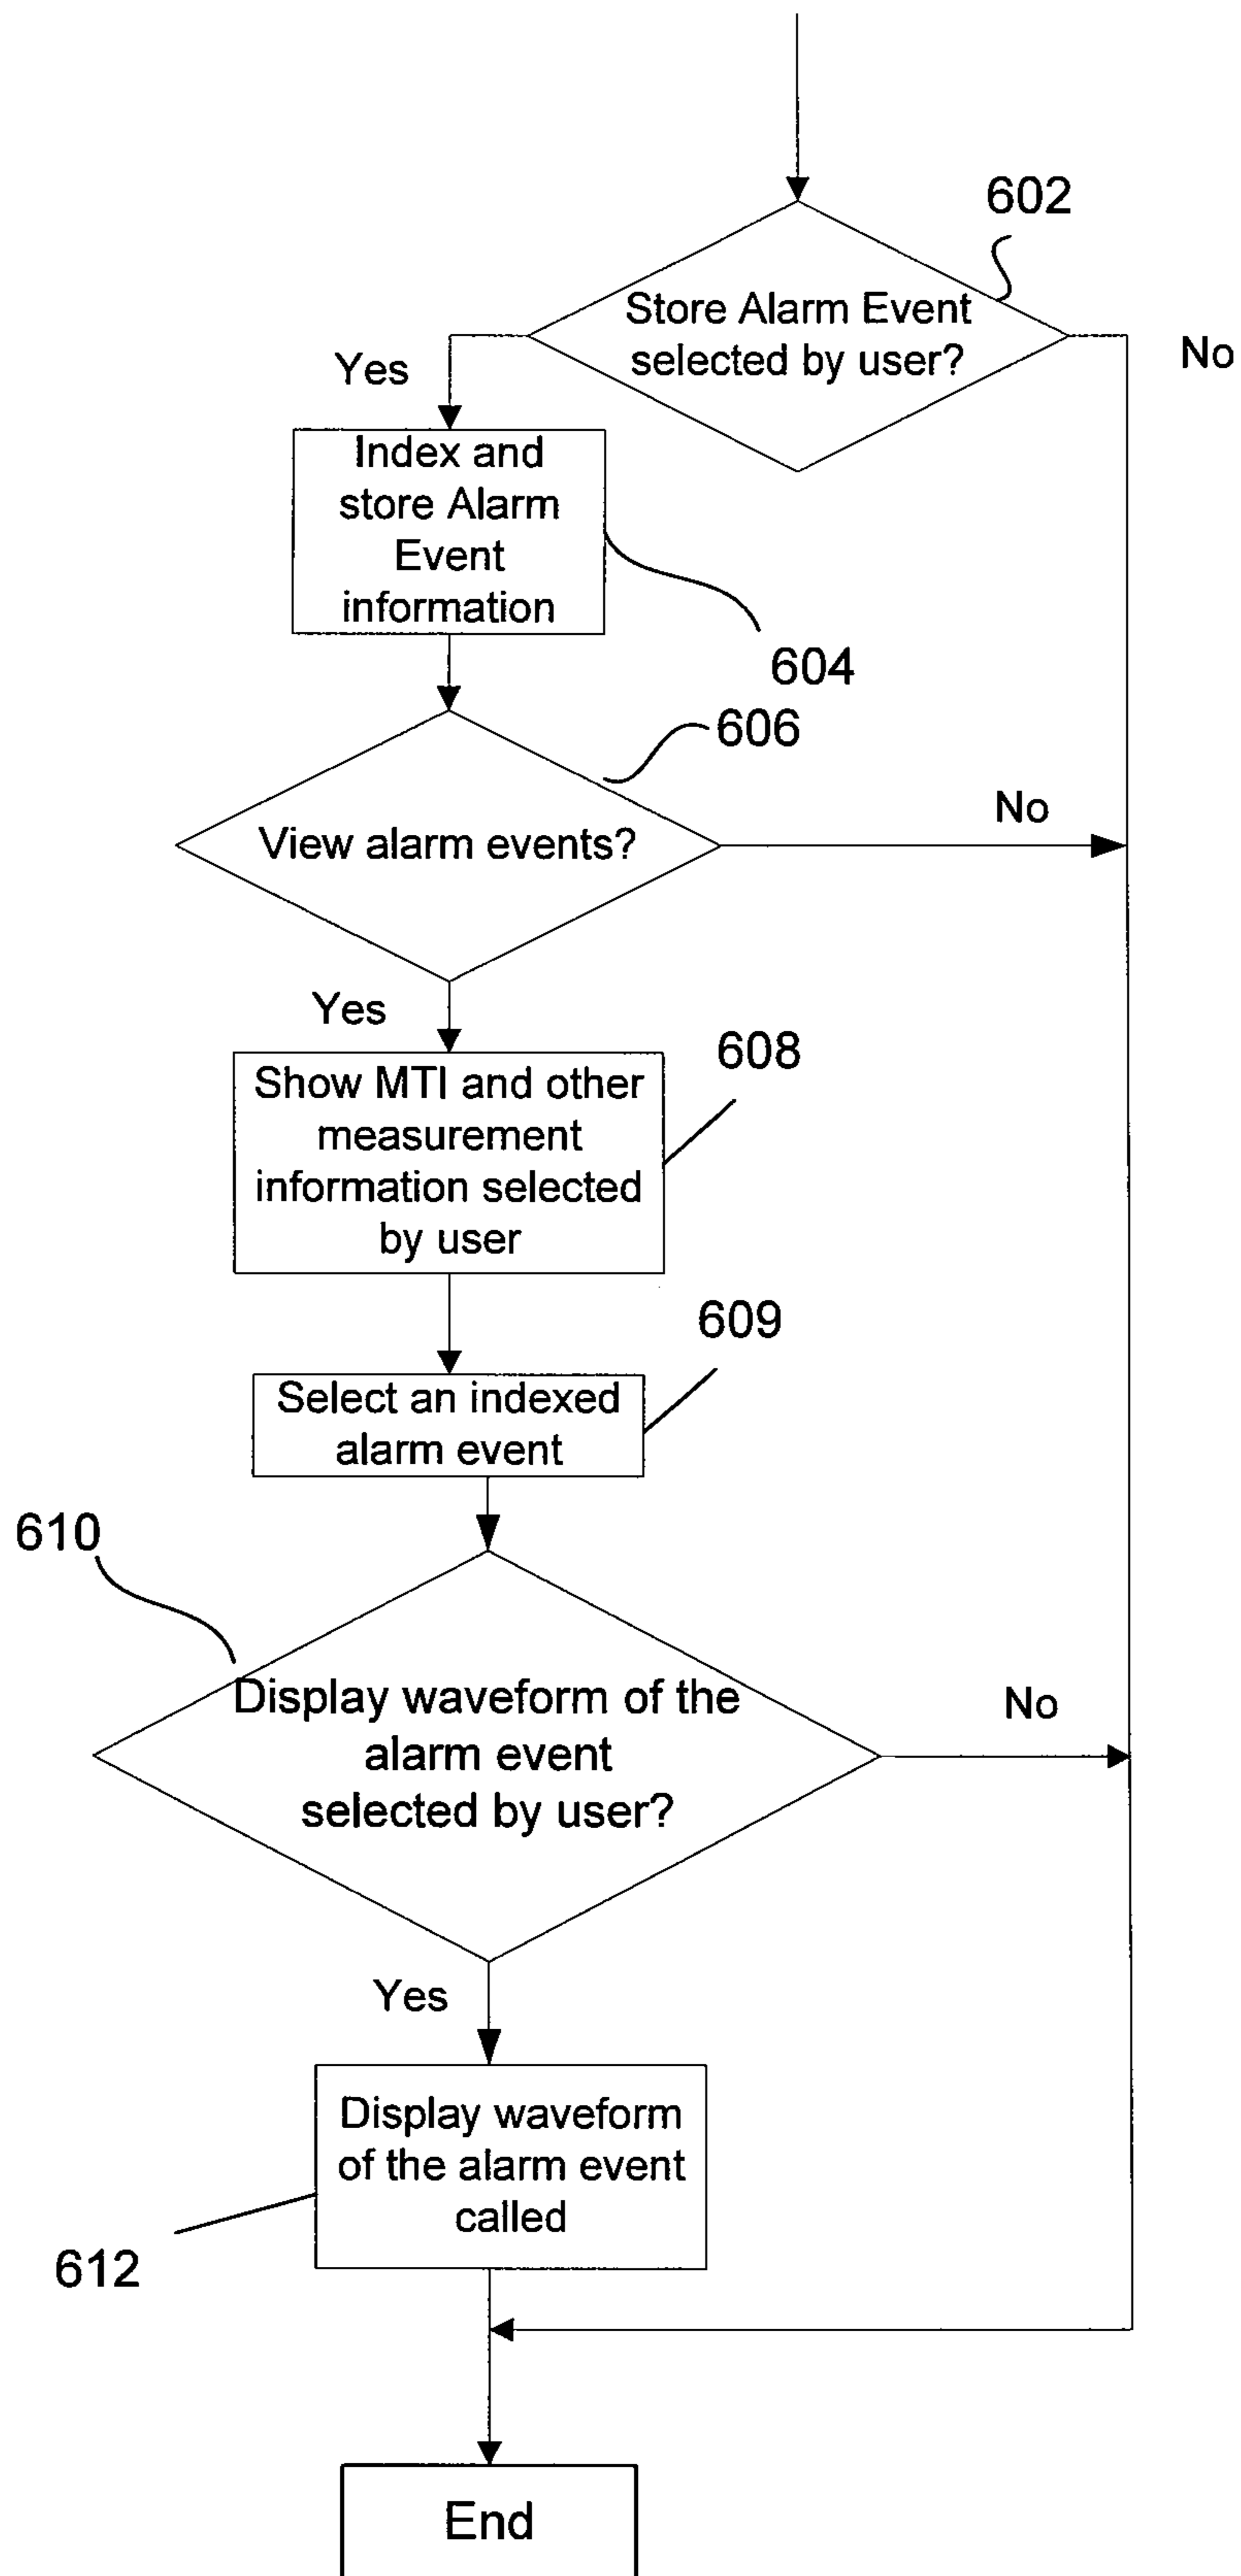 602
Store Alarm Event
selected by user?
No
Yes
Index and
store Alarm
Event
information
604
606
View alarm events?
No
Yes
608
Show MTI and other
measurement
information selected
by user
609
Select an indexed
alarm event
610
Display waveform of the
alarm event
selected by user?
No
Yes
Display waveform
of the alarm event
called
612
End